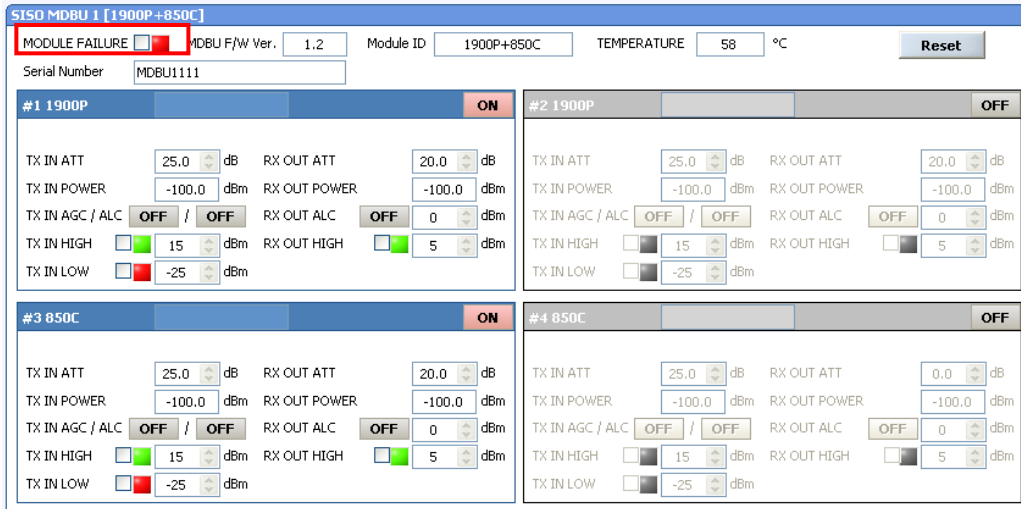 SISO MDBU 1 [1900P+850C]
MODULE FAILURE MDBU F/W Ver. 1.2 Module ID 1900P+850C TEMPERATURE 58 °C Reset
Serial Number MDBU1111
#1 1900P ON #2 1900P OFF
TX IN ATT 25.0 dB RX OUT ATT 20.0 dB TX IN ATT 25.0 dB RX OUT ATT 20.0 dB
TX IN POWER -100.0 dBm RX OUT POWER -100.0 dBm TX IN POWER -100.0 dBm RX OUT POWER -100.0 dBm
TX IN AGC / ALC OFF / OFF RX OUT ALC OFF 0 dBm TX IN AGC / ALC OFF / OFF RX OUT ALC OFF 0 dBm
TX IN HIGH 15 dBm RX OUT HIGH 5 dBm TX IN HIGH 15 dBm RX OUT HIGH 5 dBm
TX IN LOW -25 dBm TX IN LOW -25 dBm
#3 850C ON #4 850C OFF
TX IN ATT 25.0 dB RX OUT ATT 20.0 dB TX IN ATT 25.0 dB RX OUT ATT 0.0 dB
TX IN POWER -100.0 dBm RX OUT POWER -100.0 dBm TX IN POWER -100.0 dBm RX OUT POWER -100.0 dBm
TX IN AGC / ALC OFF / OFF RX OUT ALC OFF 0 dBm TX IN AGC / ALC OFF / OFF RX OUT ALC OFF 0 dBm
TX IN HIGH 15 dBm RX OUT HIGH 5 dBm TX IN HIGH 15 dBm RX OUT HIGH 5 dBm
TX IN LOW -25 dBm TX IN LOW -25 dBm